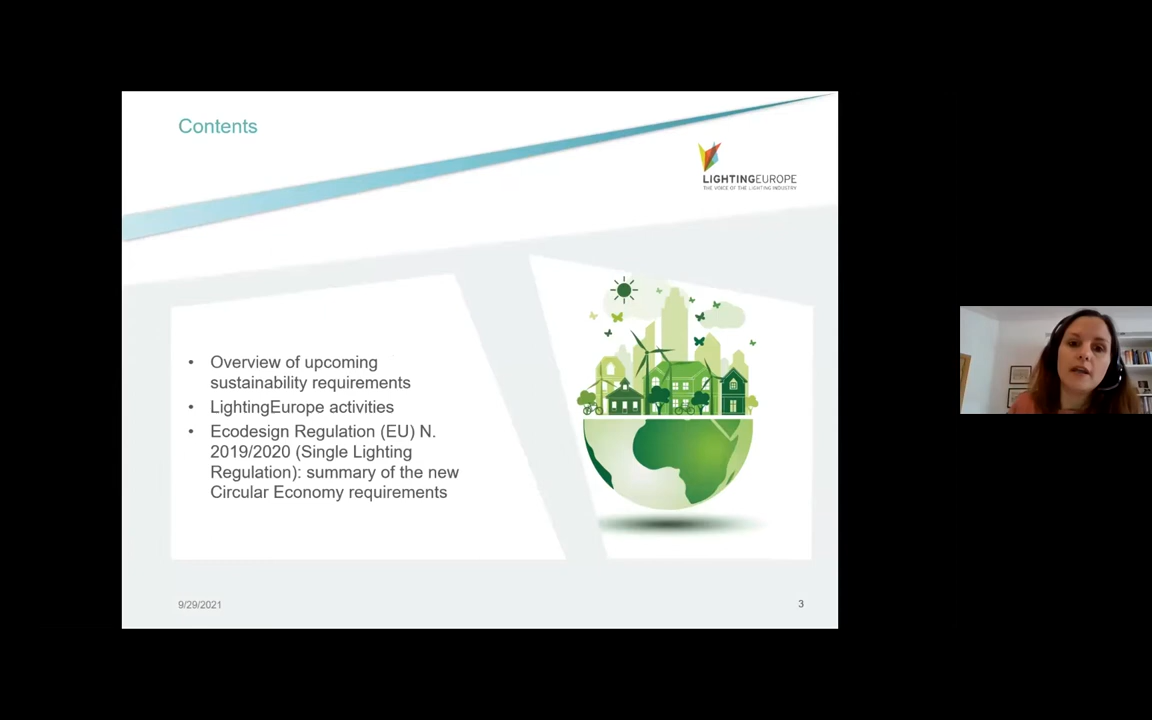 Contents
LIGHTINGEUROPE
THE VOICE OF THE LIGHTING INDUSTRY
• Overview of upcoming
sustainability requirements
• LightingEurope activities
• Ecodesign Regulation (EU) N.
2019/2020 (Single Lighting
Regulation): summary of the new
Circular Economy requirements
9/29/2021
3